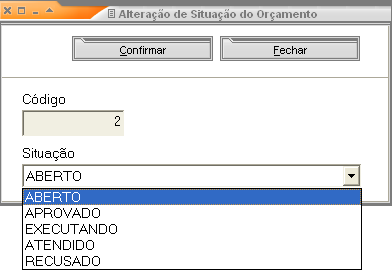 Alteração de Situação do Orçamento
Confirmar Fechar
Código
2
Situação
ABERTO
ABERTO
APROVADO
EXECUTANDO
ATENDIDO
RECUSADO